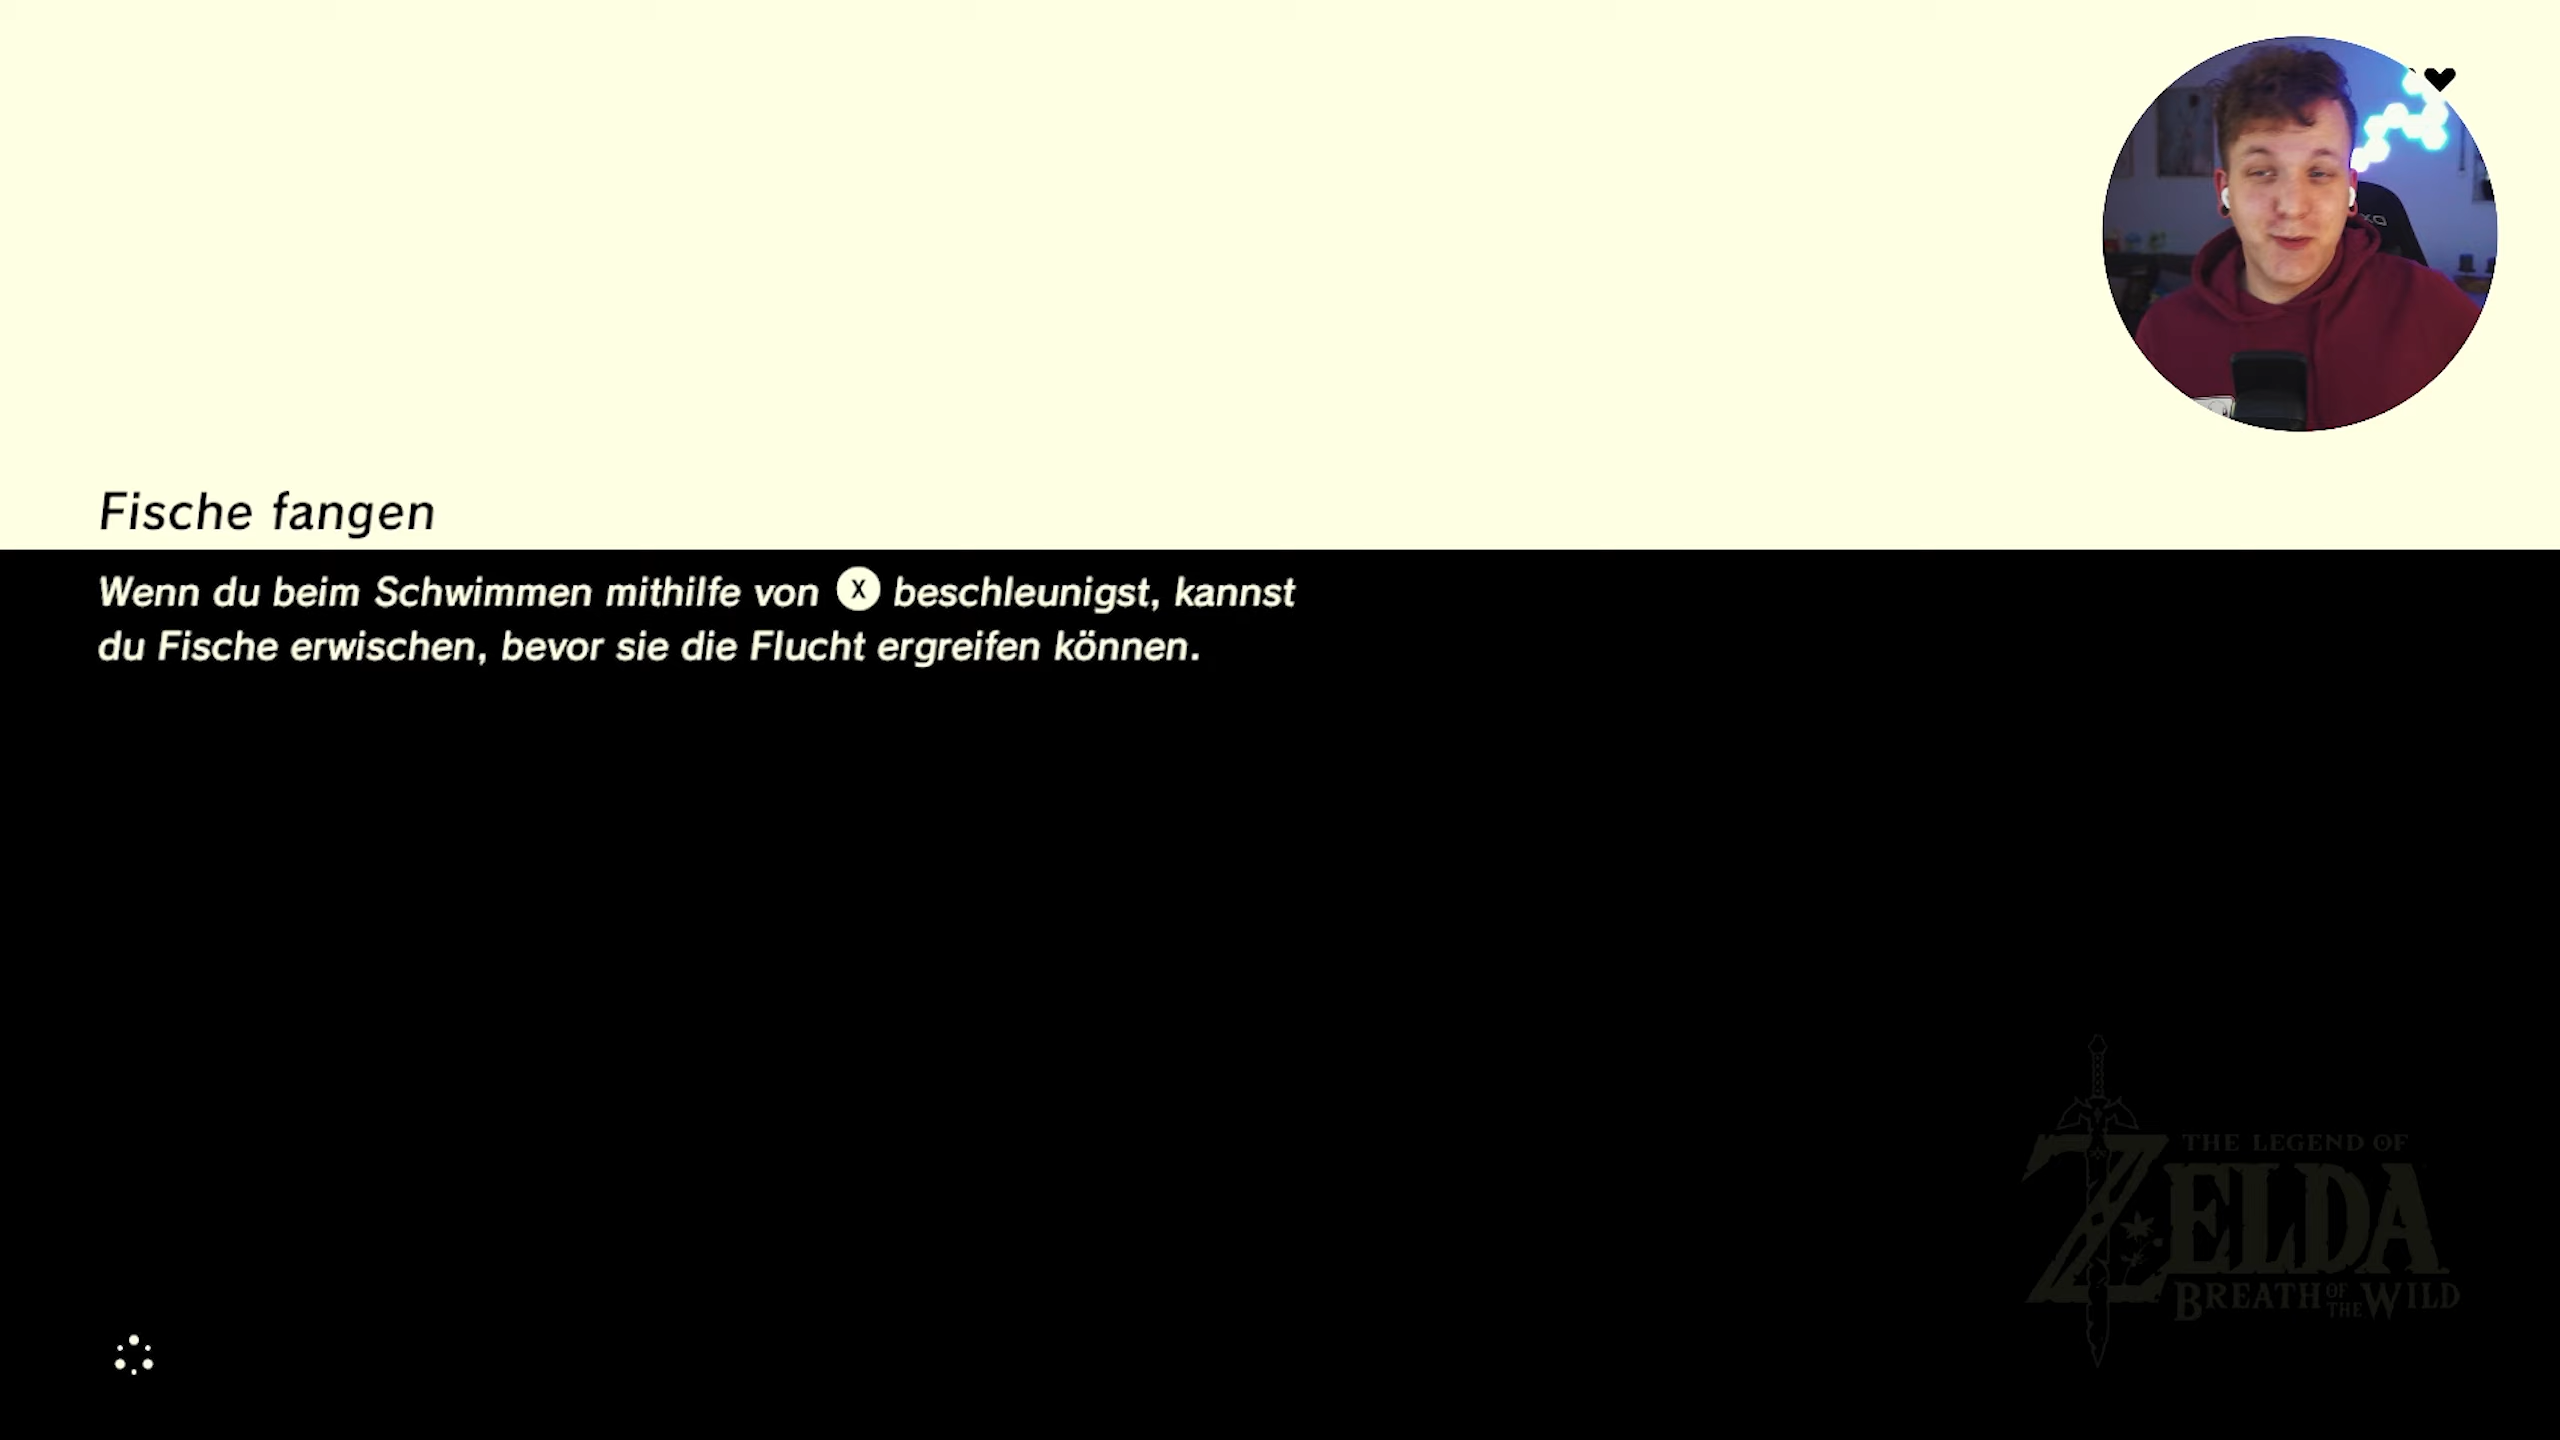 Fische fangen
Wenn du beim Schwimmen mithilfe von X beschleunigst, kannst
du Fische erwischen, bevor sie die Flucht ergreifen können.
THE LEGEND OF
ZELDA
BREATH OF THE WILD